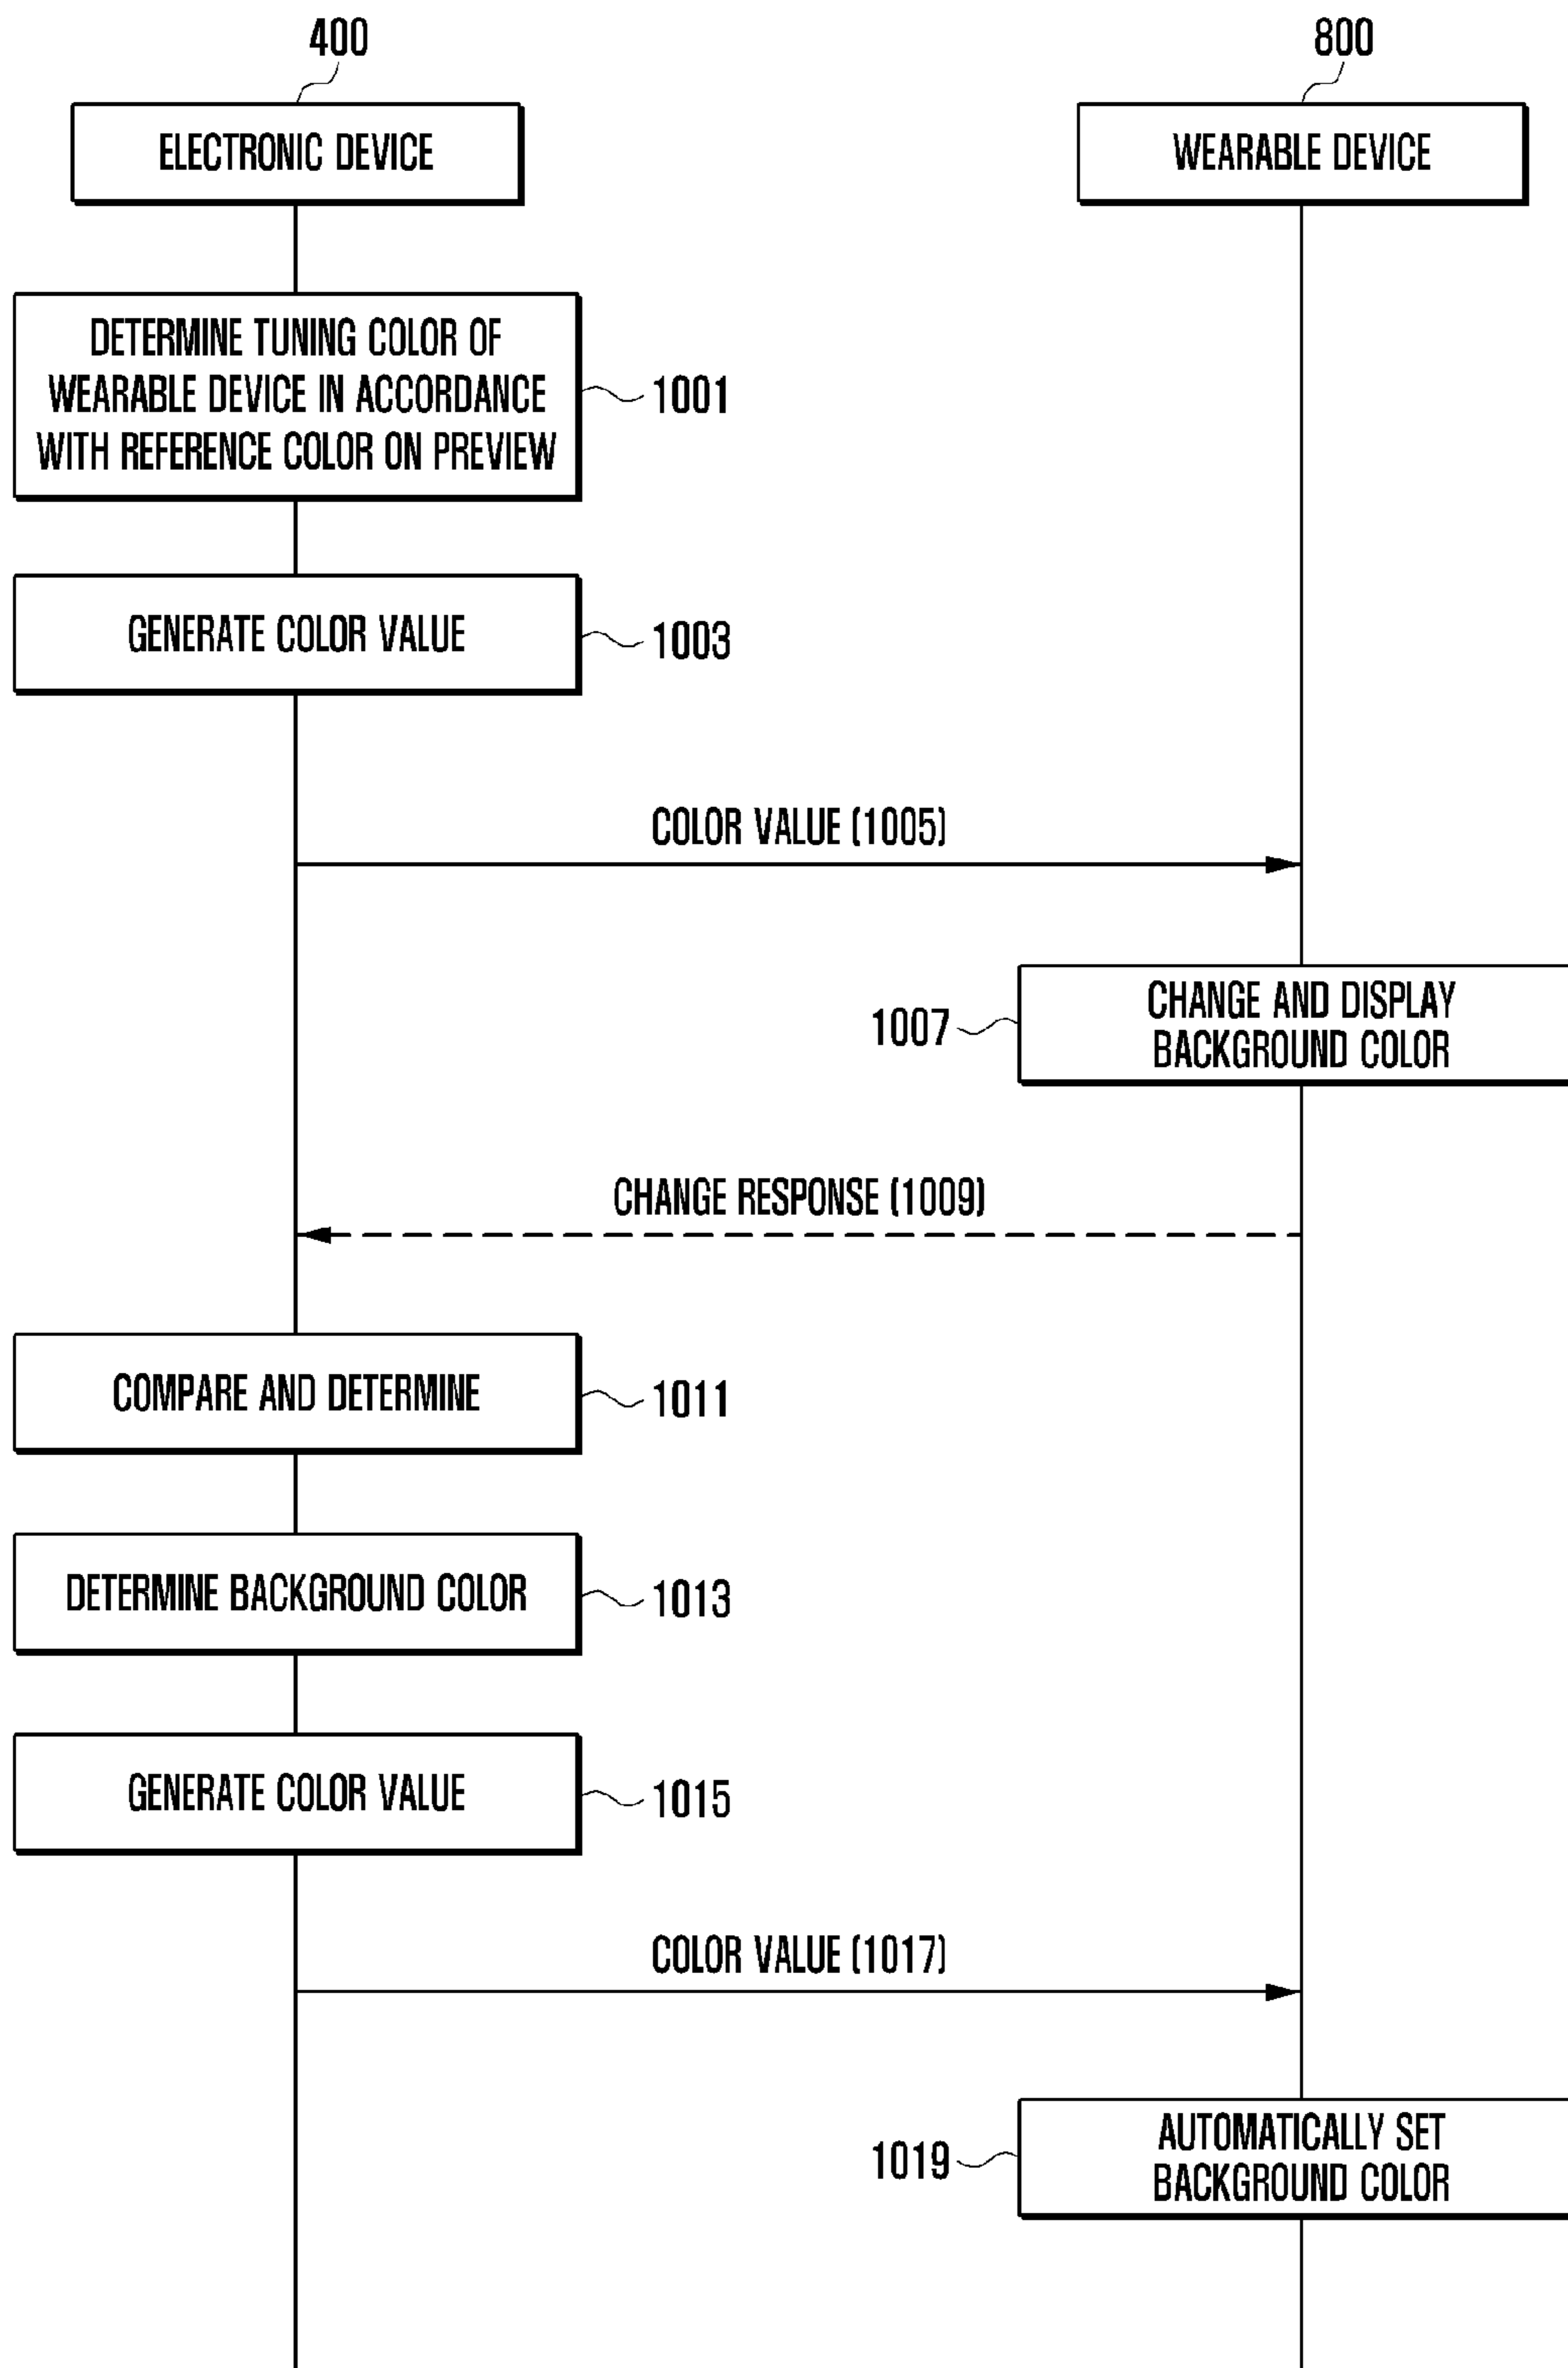 400
800
ELECTRONIC DEVICE
WEARABLE DEVICE
DETERMINE TUNING COLOR OF
WEARABLE DEVICE IN ACCORDANCE
WITH REFERENCE COLOR ON PREVIEW
1001
GENERATE COLOR VALUE
1003
COLOR VALUE (1005)
1007
CHANGE AND DISPLAY
BACKGROUND COLOR
CHANGE RESPONSE (1009)
COMPARE AND DETERMINE
1011
DETERMINE BACKGROUND COLOR
1013
GENERATE COLOR VALUE
1015
COLOR VALUE (1017)
1019
AUTOMATICALLY SET
BACKGROUND COLOR